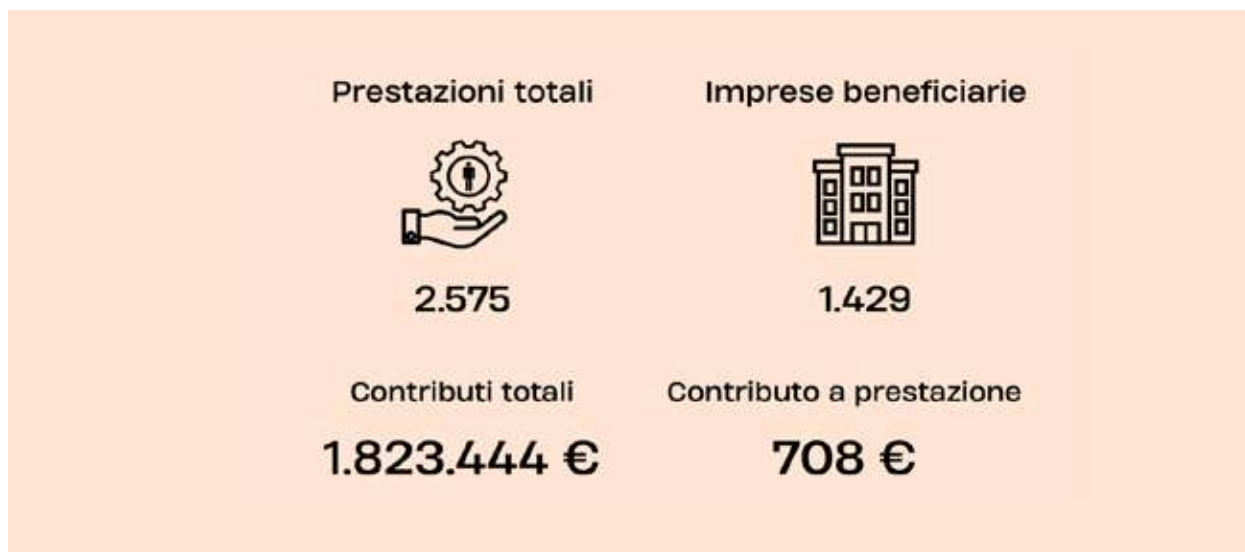 Prestazioni totali
Imprese beneficiarie
2.575
1.429
Contributi totali
Contributo a prestazione
1.823.444 €
708 €